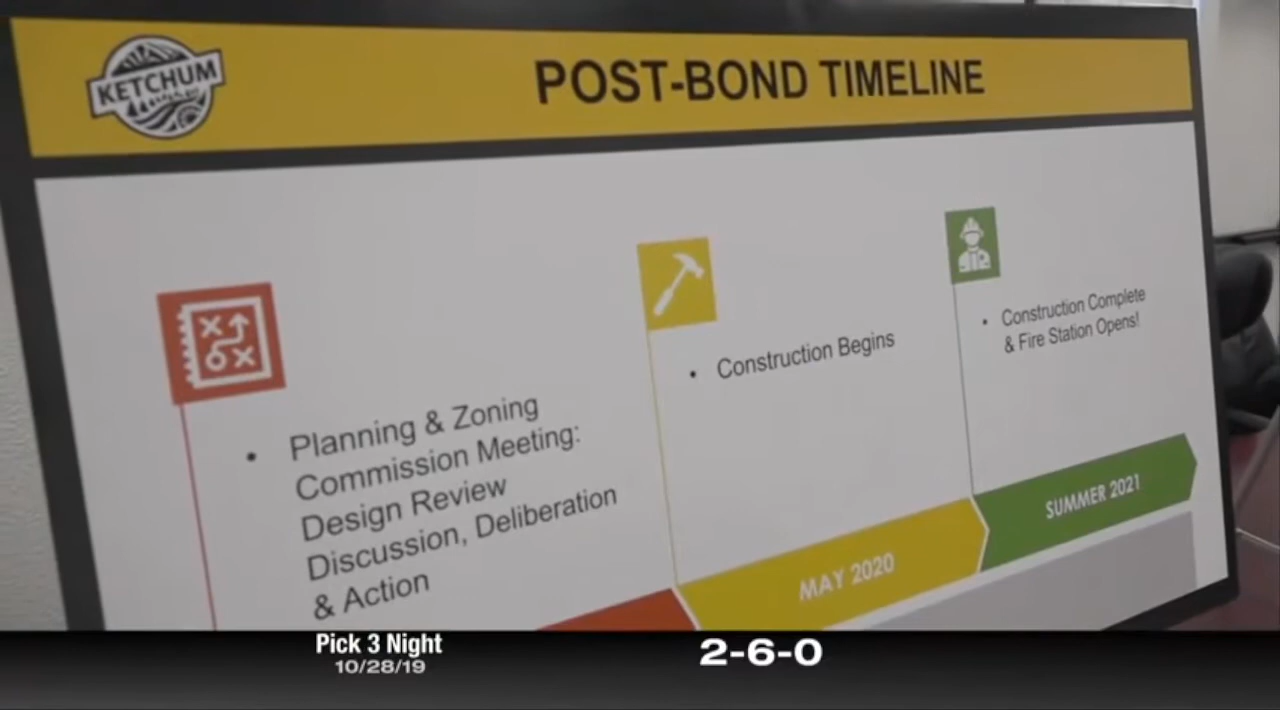 KETCHUM
POST-BOND TIMELINE
• Planning & Zoning
Commission Meeting:
Design Review
Discussion, Deliberation
& Action
• Construction Begins
• Construction Complete
& Fire Station Opens!
MAY 2020
SUMMER 2021
Pick 3 Night
10/28/19
2-6-0